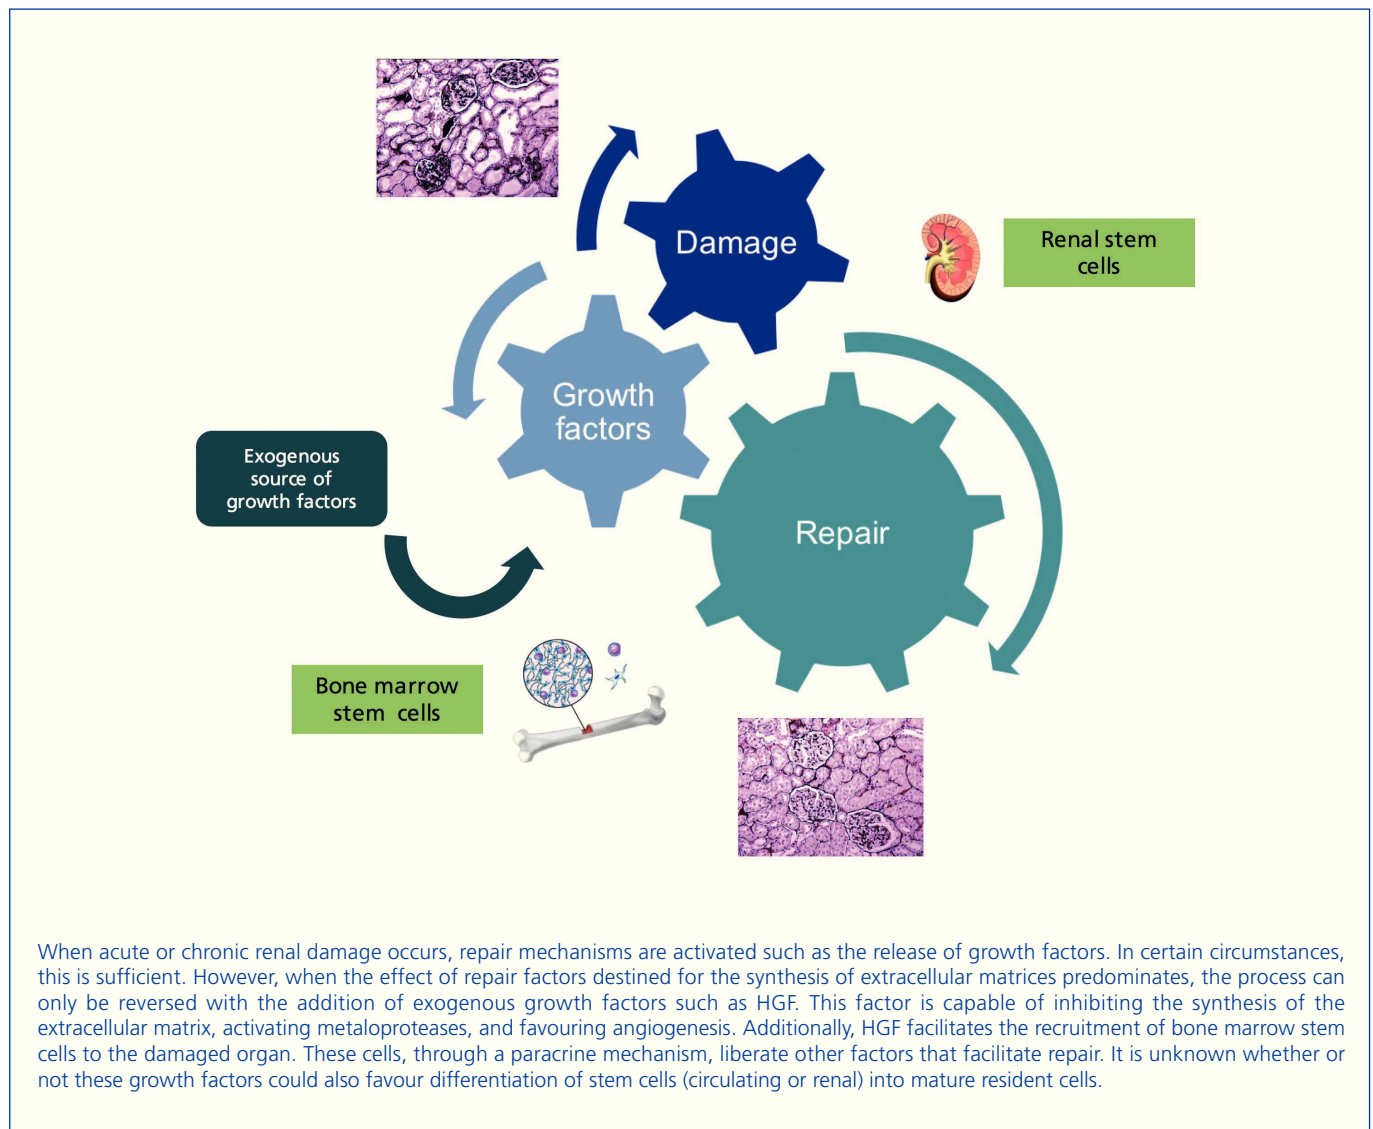 Damage
Renal stem
cells
Growth
factors
Exogenous
source of
growth factors
Repair
Bone marrow
stem cells
When acute or chronic renal damage occurs, repair mechanisms are activated such as the release of growth factors. In certain circumstances,
this is sufficient. However, when the effect of repair factors destined for the synthesis of extracellular matrices predominates, the process can
only be reversed with the addition of exogenous growth factors such as HGF. This factor is capable of inhibiting the synthesis of the
extracellular matrix, activating metaloproteases, and favouring angiogenesis. Additionally, HGF facilitates the recruitment of bone marrow stem
cells to the damaged organ. These cells, through a paracrine mechanism, liberate other factors that facilitate repair. It is unknown whether or
not these growth factors could also favour differentiation of stem cells (circulating or renal) into mature resident cells.